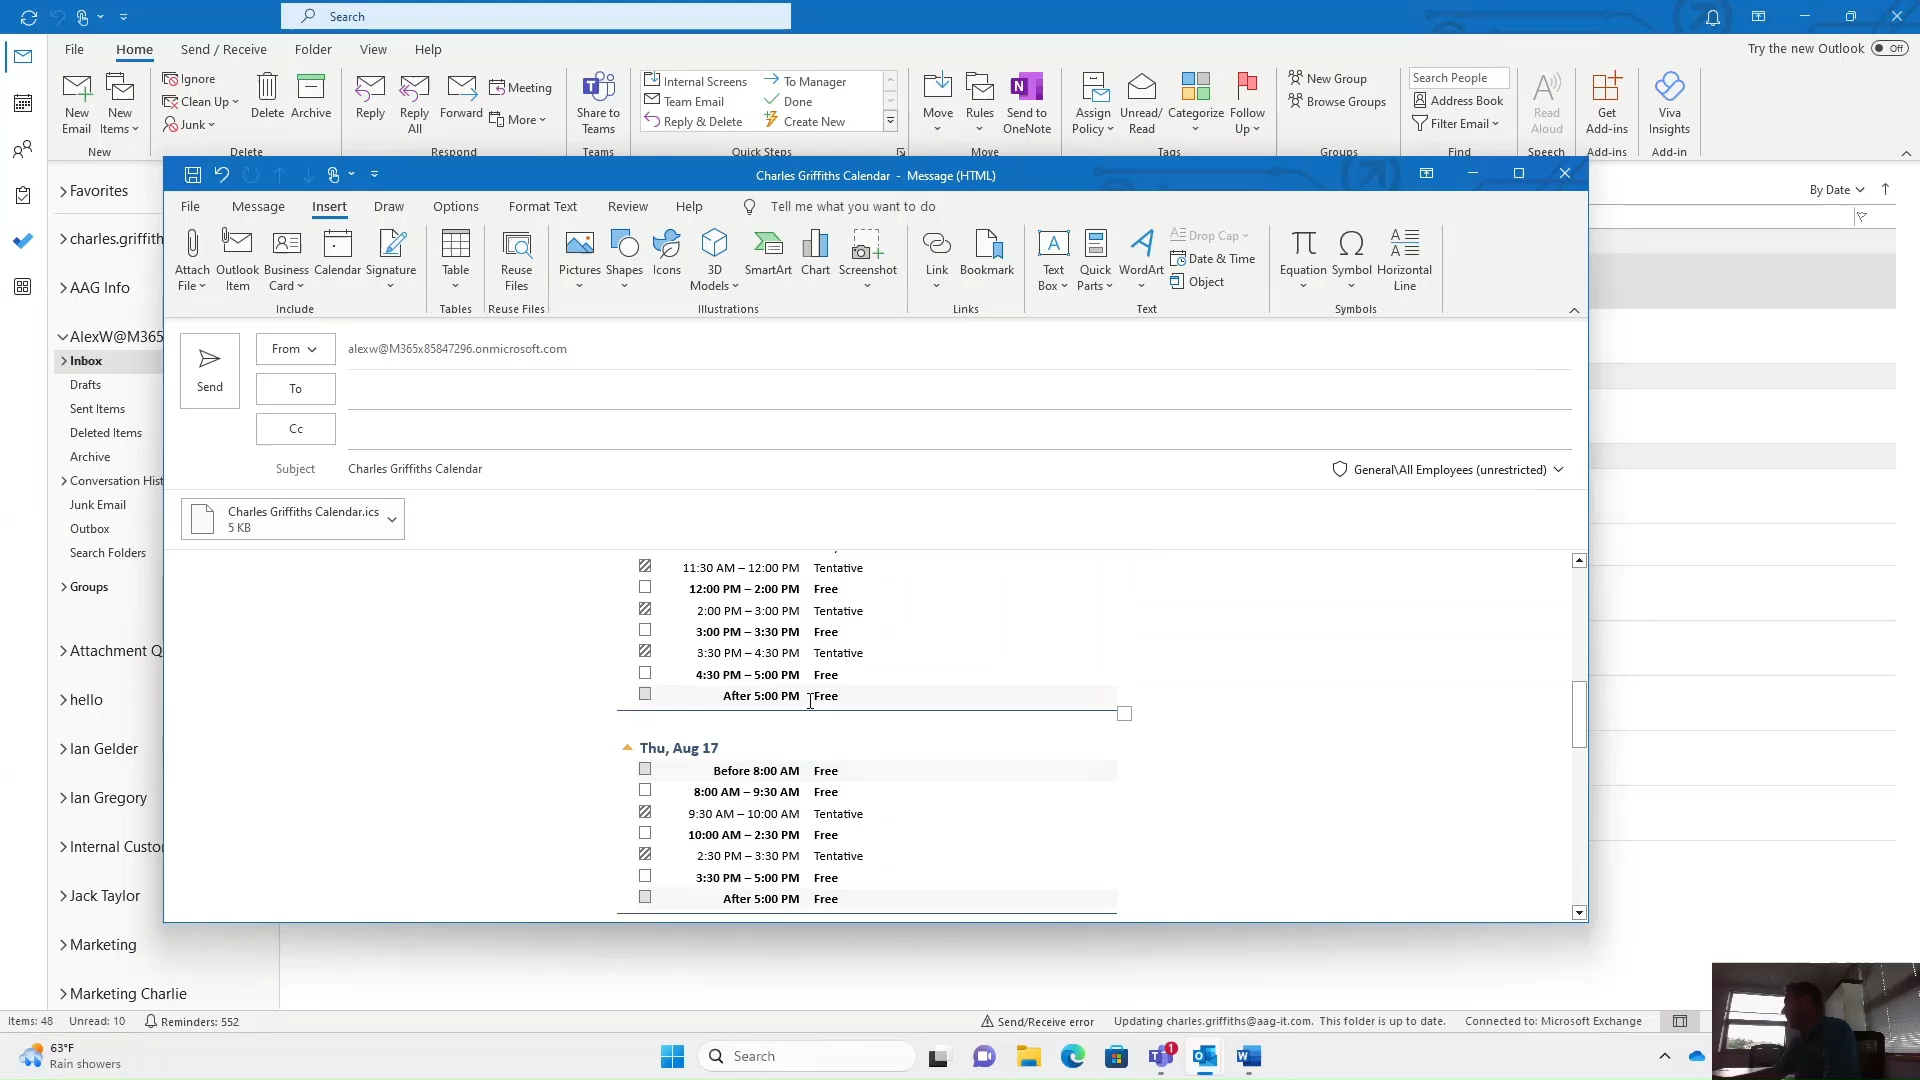 Search
File Home Send / Receive Folder View Help
Try the new Outlook Off
New Email
New Items
Ignore
Clean Up
Junk
Delete
Archive
Reply
Reply All
Forward
Meeting
More
Share to Teams
Internal Screens
Team Email
Reply & Delete
To Manager
Done
Create New
Move
Rules
Send to OneNote
Assign Policy
Unread/ Read
Categorize
Follow Up
New Group
Browse Groups
Search People
Address Book
Filter Email
Read Aloud
Get Add-ins
Viva Insights
New Delete Respond Teams Quick Steps Move Tags Groups Find Speech Add-ins Add-in
Charles Griffiths Calendar - Message (HTML)
File Message Insert Draw Options Format Text Review Help Tell me what you want to do
Attach File
Outlook Item
Business Card
Calendar
Signature
Table
Reuse Files
Pictures
Shapes
Icons
3D Models
SmartArt
Chart
Screenshot
Link
Bookmark
Text Box
Quick Parts
WordArt
Drop Cap
Date & Time
Object
Equation
Symbol
Horizontal Line
Include Tables Reuse Files Illustrations Links Text Symbols
By Date
Favorites
charles.griffith
AAG Info
AlexW@M365
Inbox
Drafts
Sent Items
Deleted Items
Archive
Conversation Hist
Junk Email
Outbox
Search Folders
Groups
Attachment Q
hello
Ian Gelder
Ian Gregory
Internal Custo
Jack Taylor
Marketing
Marketing Charlie
Send
From alexw@M365x85847296.onmicrosoft.com
To
Cc
Subject Charles Griffiths Calendar
General\All Employees (unrestricted)
Charles Griffiths Calendar.ics
5 KB
11:30 AM – 12:00 PM Tentative
12:00 PM – 2:00 PM Free
2:00 PM – 3:00 PM Tentative
3:00 PM – 3:30 PM Free
3:30 PM – 4:30 PM Tentative
4:30 PM – 5:00 PM Free
After 5:00 PM Free
Thu, Aug 17
Before 8:00 AM Free
8:00 AM – 9:30 AM Free
9:30 AM – 10:00 AM Tentative
10:00 AM – 2:30 PM Free
2:30 PM – 3:30 PM Tentative
3:30 PM – 5:00 PM Free
After 5:00 PM Free
Items: 48 Unread: 10 Reminders: 552
Send/Receive error Updating charles.griffiths@aag-it.com. This folder is up to date. Connected to: Microsoft Exchange
63°F
Rain showers
Search
1